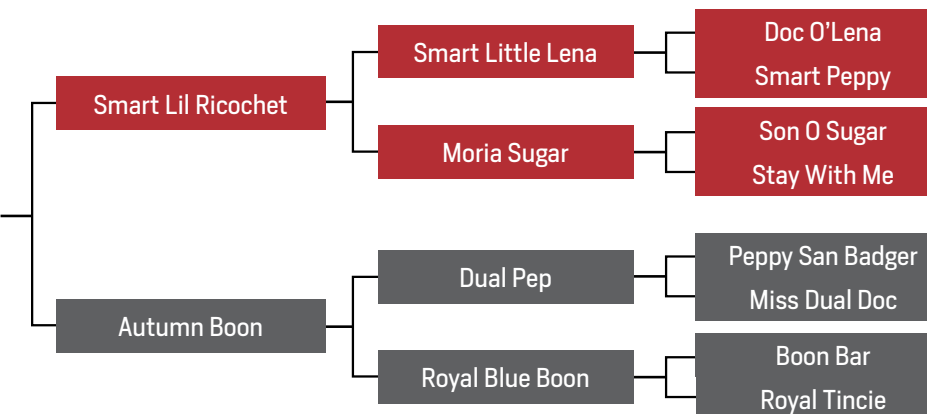 Smart Lil Ricochet
Smart Little Lena
Doc O’Lena
Smart Peppy
Moria Sugar
Son O Sugar
Stay With Me
Autumn Boon
Dual Pep
Peppy San Badger
Miss Dual Doc
Royal Blue Boon
Boon Bar
Royal Tincie